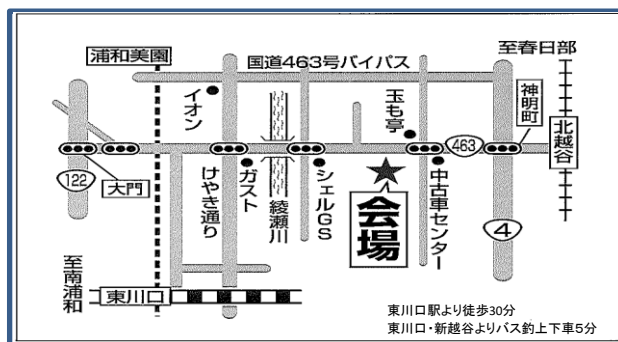 至春日部
浦和美園
国道463号バイパス
イオン
玉も亭
神明町
北越谷
463
122
大門
けやき通り
ガスト
綾瀬川
シェルGS
会場
中古車センター
4
至南浦和
東川口
東川口駅より徒歩30分
東川口・新越谷よりバス釣上下車5分